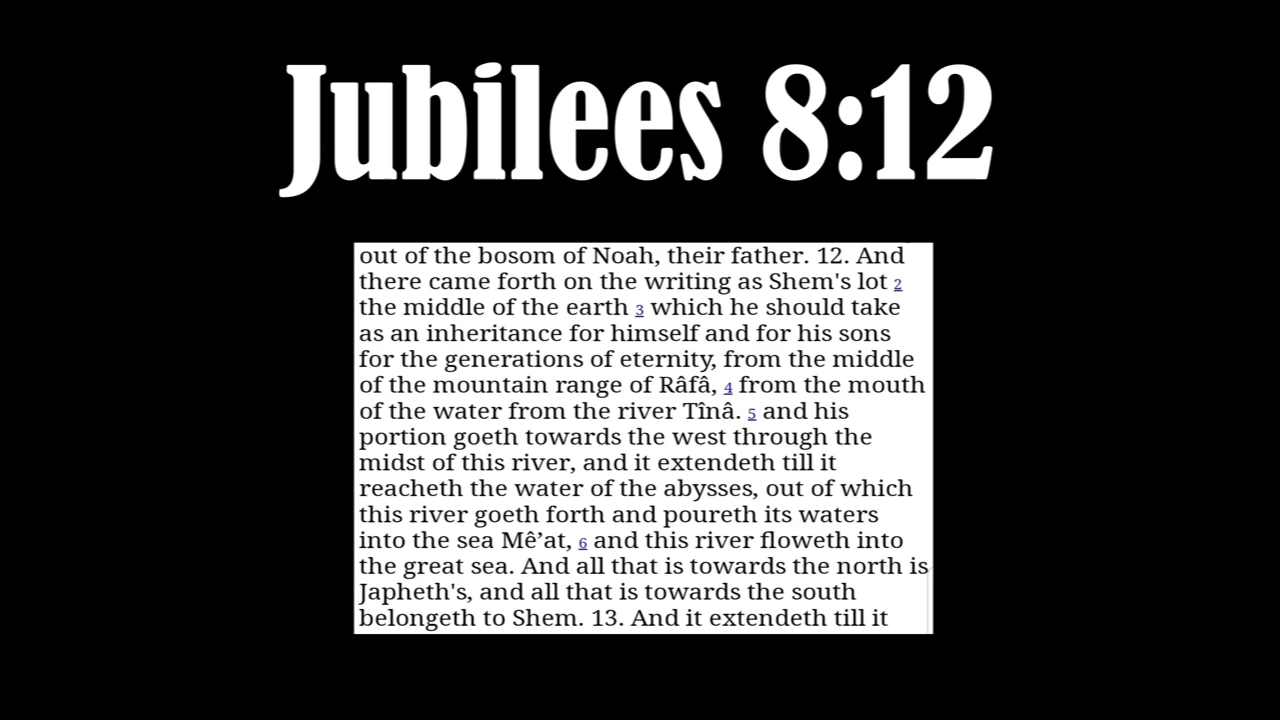 Jubilees 8:12
out of the bosom of Noah, their father. 12. And
there came forth on the writing as Shem's lot 2
the middle of the earth 3 which he should take
as an inheritance for himself and for his sons
for the generations of eternity, from the middle
of the mountain range of Râfâ, 4 from the mouth
of the water from the river Tînâ. 5 and his
portion goeth towards the west through the
midst of this river, and it extendeth till it
reacheth the water of the abysses, out of which
this river goeth forth and poureth its waters
into the sea Mê’at, 6 and this river floweth into
the great sea. And all that is towards the north is
Japheth's, and all that is towards the south
belongeth to Shem. 13. And it extendeth till it